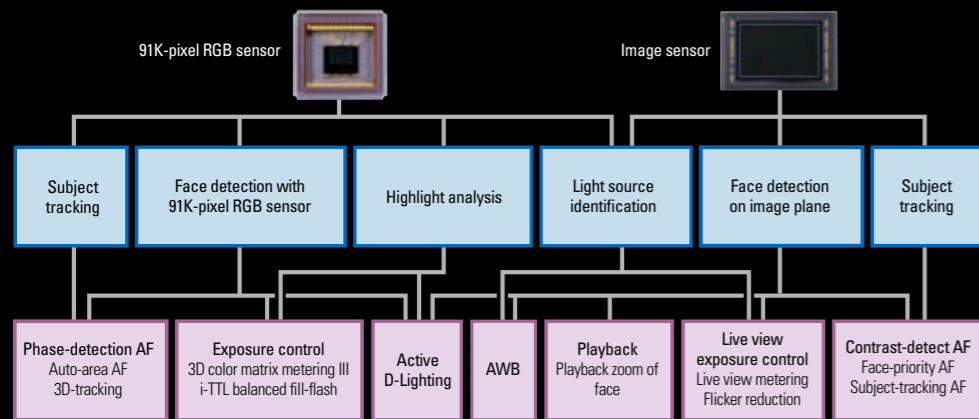 91K-pixel RGB sensor
Image sensor
Subject
tracking
Face detection with
91K-pixel RGB sensor
Highlight analysis
Light source
identification
Face detection
on image plane
Subject
tracking
Phase-detection AF
Auto-area AF
3D-tracking
Exposure control
3D color matrix metering III
i-TTL balanced fill-flash
Active
D-Lighting
AWB
Playback
Playback zoom of
face
Live view
exposure control
Live view metering
Flicker reduction
Contrast-detect AF
Face-priority AF
Subject-tracking AF